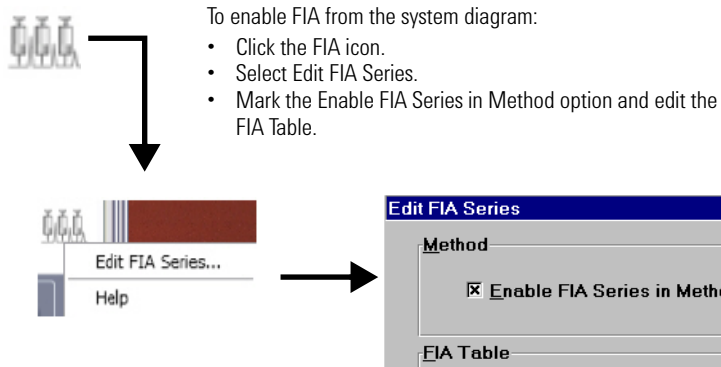 To enable FIA from the system diagram:
• Click the FIA icon.
• Select Edit FIA Series.
• Mark the Enable FIA Series in Method option and edit the
FIA Table.
Edit FIA Series...
Help
Edit FIA Series
Method
Enable FIA Series in
FIA Table